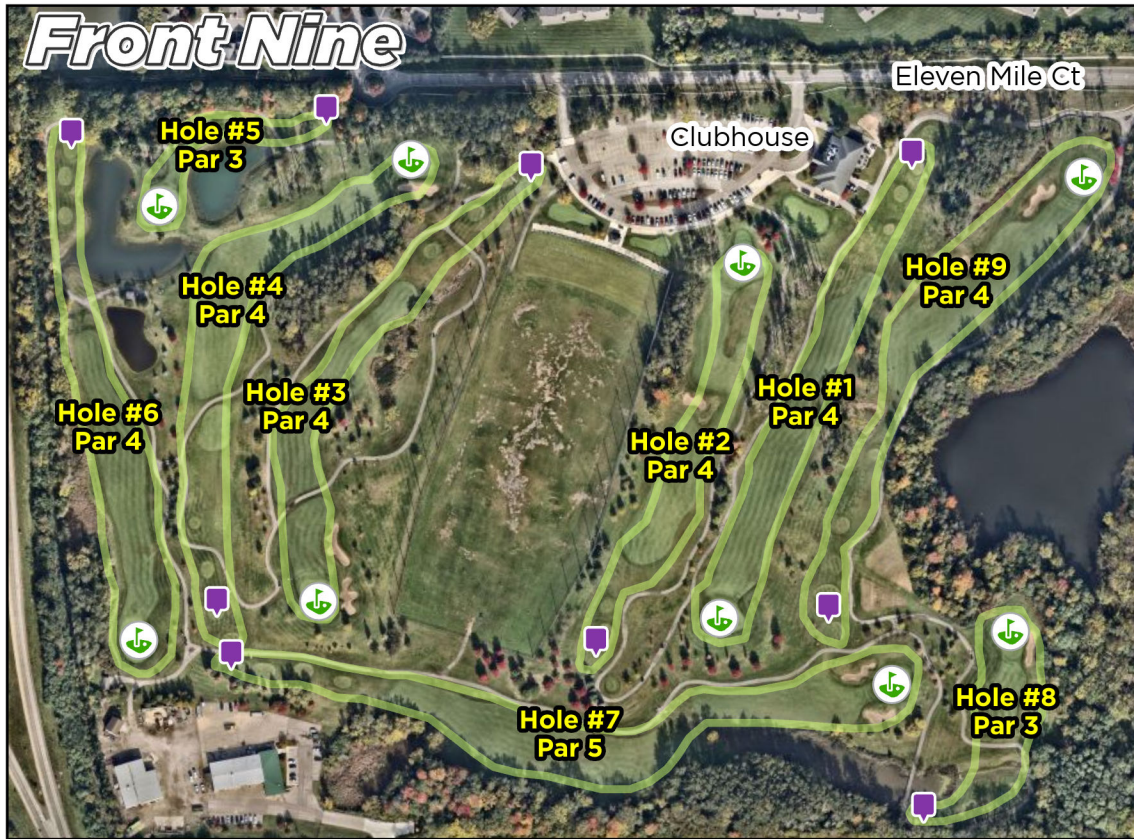 Front Nine
Eleven Mile Ct
Clubhouse
Hole #5
Par 3
Hole #4
Par 4
Hole #9
Par 4
Hole #3
Par 4
Hole #1
Par 4
Hole #6
Par 4
Hole #2
Par 4
Hole #7
Par 5
Hole #8
Par 3